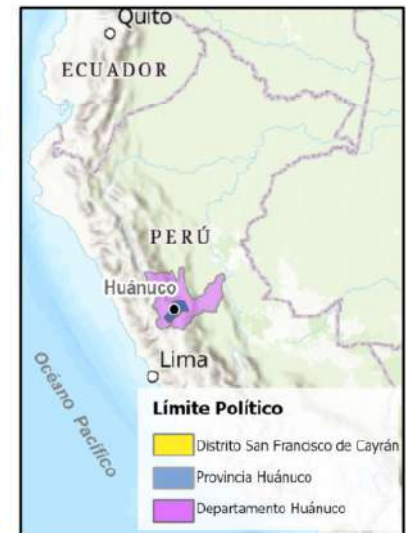 Quito
ECUADOR
PERÚ
Huánuco
Lima
Océano Pacífico
Límite Político
Distrito San Francisco de Cayrán
Provincia Huánuco
Departamento Huánuco